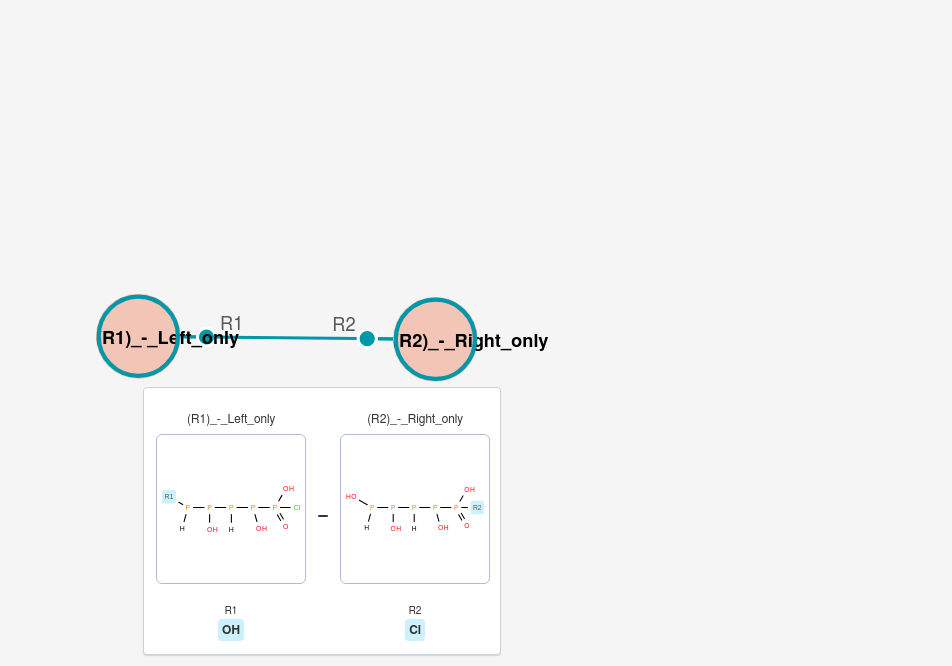 R1 R2
R1)_-_Left_only R2)_-_Right_only
(R1)_-_Left_only (R2)_-_Right_only
OH HO OH
R1 P P P P P Cl P P P P P R2
H OH H OH O H OH H OH O
R1 R2
OH Cl